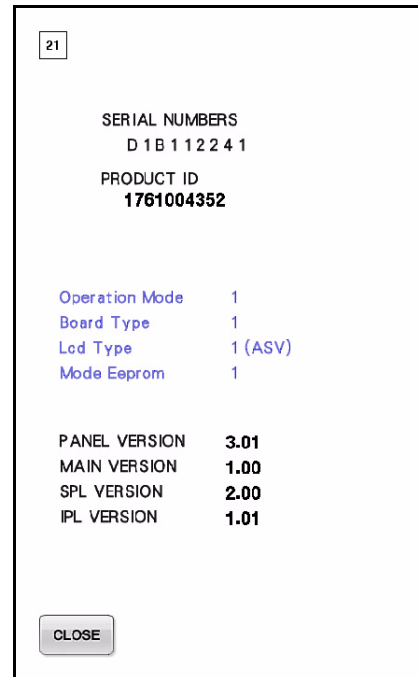 21
SERIAL NUMBERS
D1B112241
PRODUCT ID
1761004352
Operation Mode 1
Board Type 1
Lcd Type 1 (ASV)
Mode Eeprom 1
PANEL VERSION 3.01
MAIN VERSION 1.00
SPL VERSION 2.00
IPL VERSION 1.01
CLOSE